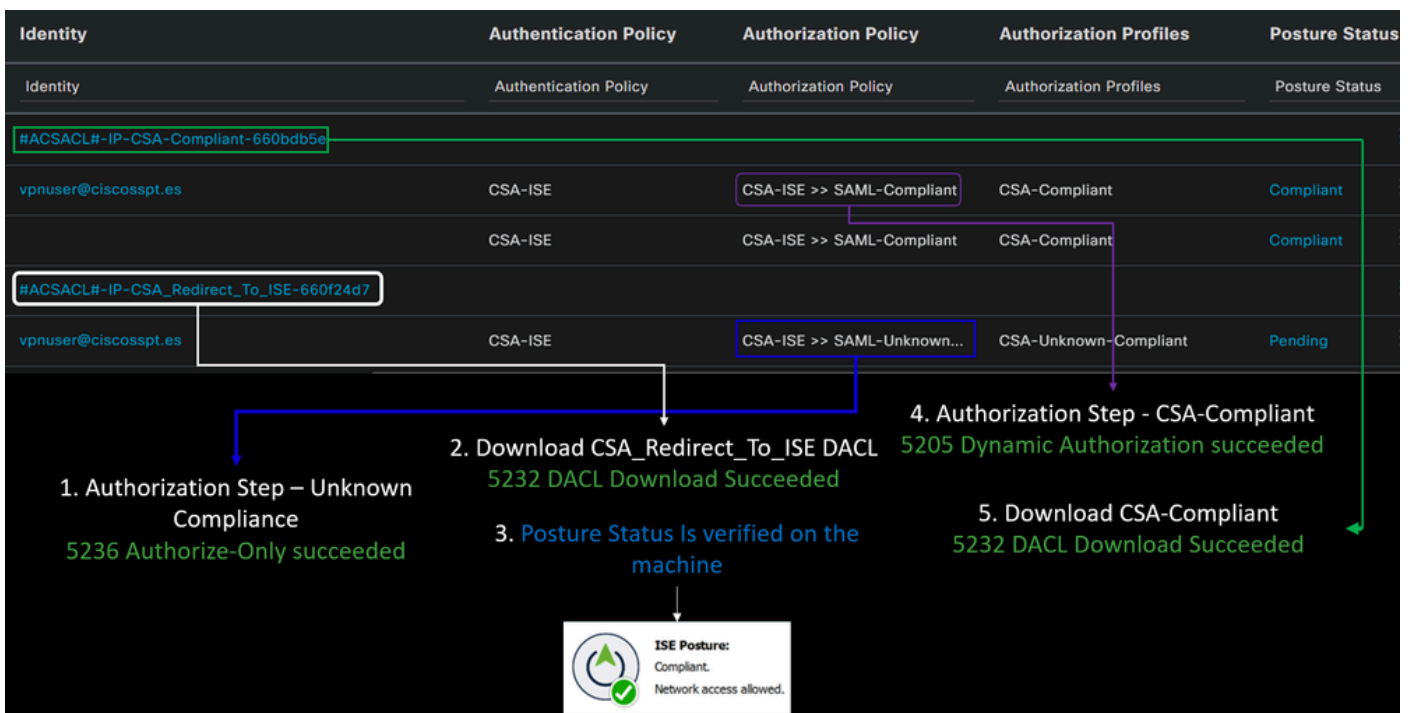 Identity Authentication Policy Authorization Policy Authorization Profiles Posture Status
Identity Authentication Policy Authorization Policy Authorization Profiles Posture Status
#ACSACL#-IP-CSA-Compliant-660bdb5e
vpnuser@ciscosspt.es CSA-ISE CSA-ISE >> SAML-Compliant CSA-Compliant Compliant
CSA-ISE CSA-ISE >> SAML-Compliant CSA-Compliant Compliant
#ACSACL#-IP-CSA_Redirect_To_ISE-660f24d7
vpnuser@ciscosspt.es CSA-ISE CSA-ISE >> SAML-Unknown... CSA-Unknown-Compliant Pending
1. Authorization Step – Unknown
Compliance
5236 Authorize-Only succeeded
2. Download CSA_Redirect_To_ISE DACL
5232 DACL Download Succeeded
3. Posture Status Is verified on the
machine
ISE Posture:
Compliant.
Network access allowed.
4. Authorization Step - CSA-Compliant
5205 Dynamic Authorization succeeded
5. Download CSA-Compliant
5232 DACL Download Succeeded